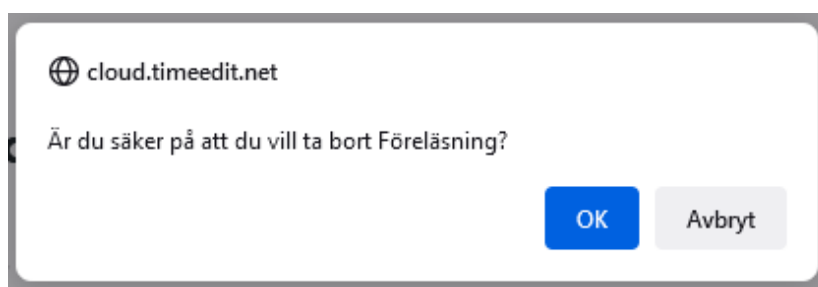 cloud.timeedit.net
Är du säker på att du vill ta bort Föreläsning?
OK
Avbryt